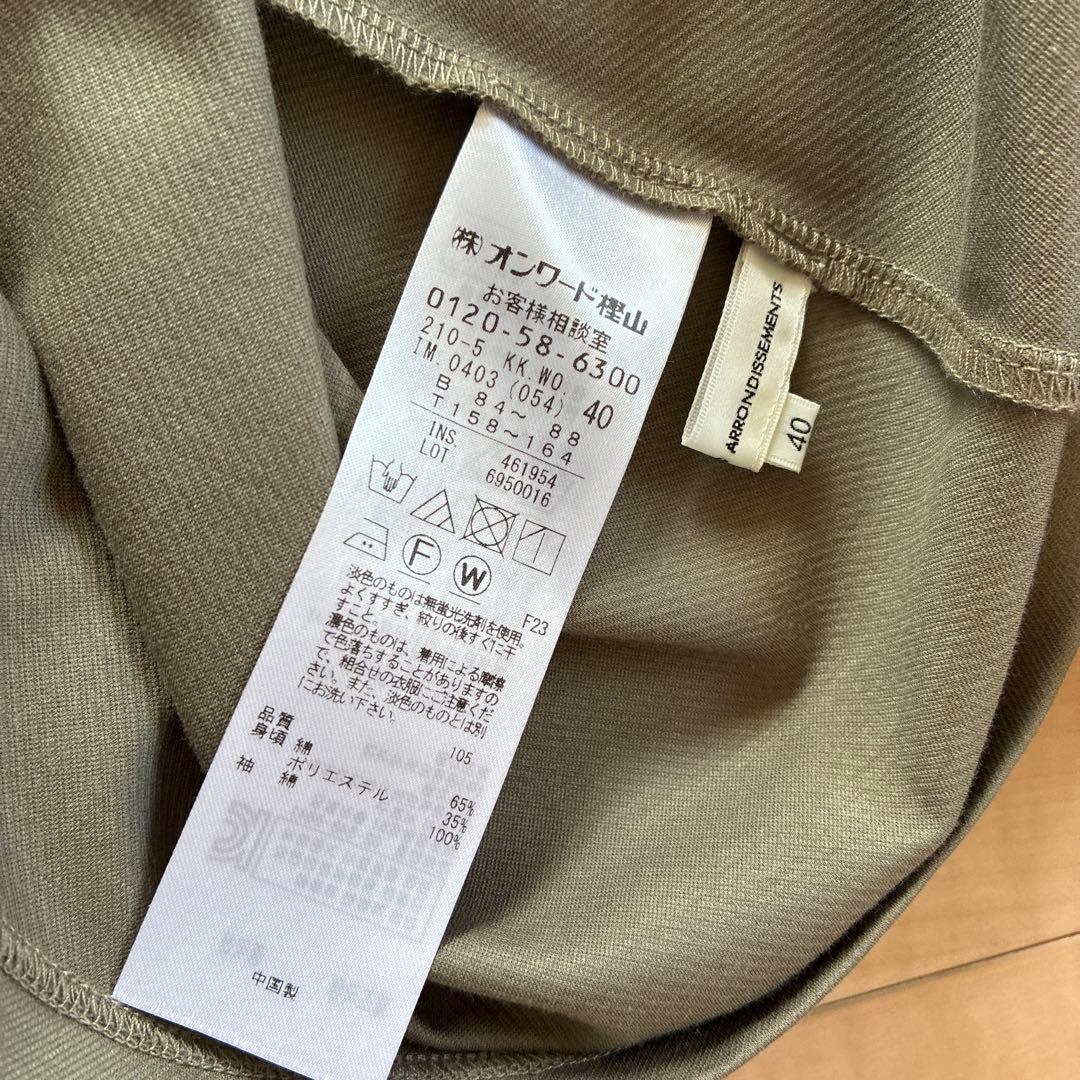 (株)オンワード樫山
お客様相談室
0120-58-6300
210-5 KK.WO.
IM.0403 (054) 40
B 84~ 88
T 158~164
INS 461954
LOT 6950016
F
W
F23
淡色のものは無蛍光洗剤を使用。
よくすすぎ、絞りの後すぐに干
すこと。
濃色のものは、着用による摩擦
で色落ちすることがありますの
で、組合せの衣服にご注意くだ
さい。また、淡色のものとは別
にお洗い下さい。
105
品質
身頃 綿 65%
ポリエステル 35%
袖 綿 100%
中国製
ARRONDISSEMENTS
40